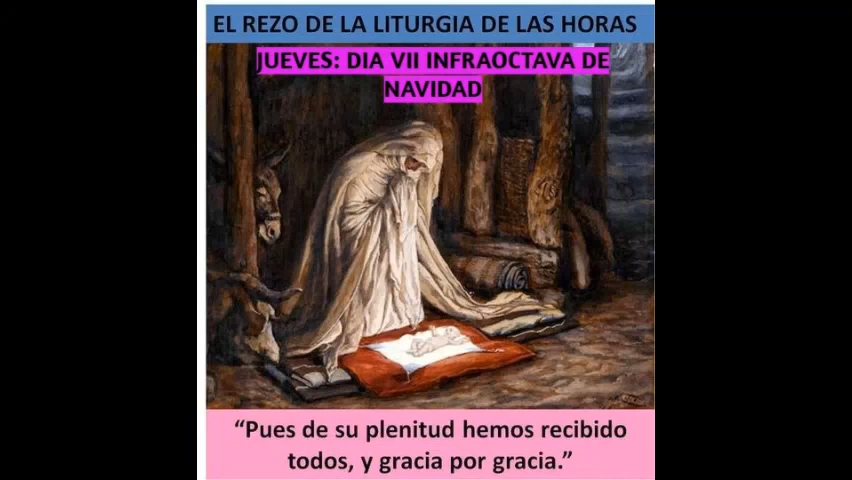 EL REZO DE LA LITURGIA DE LAS HORAS
JUEVES: DIA VII INFRAOCTAVA DE
NAVIDAD
“Pues de su plenitud hemos recibido
todos, y gracia por gracia.”